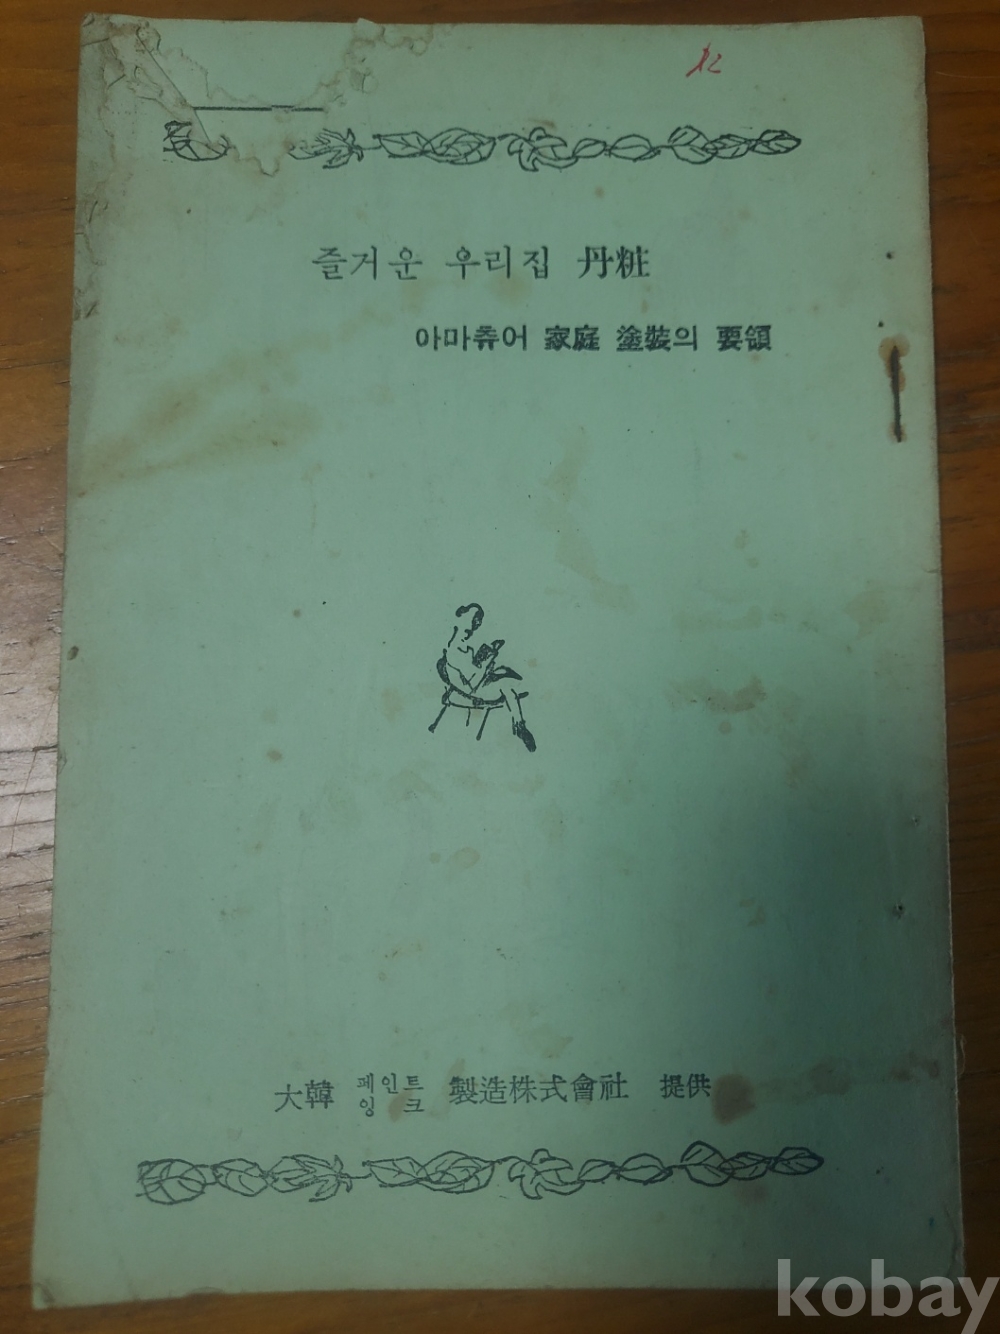 12
즐거운 우리집 丹粧
아마츄어 家庭 塗裝의 要領
大韓 페인트 잉크 製造株式會社 提供
kobay